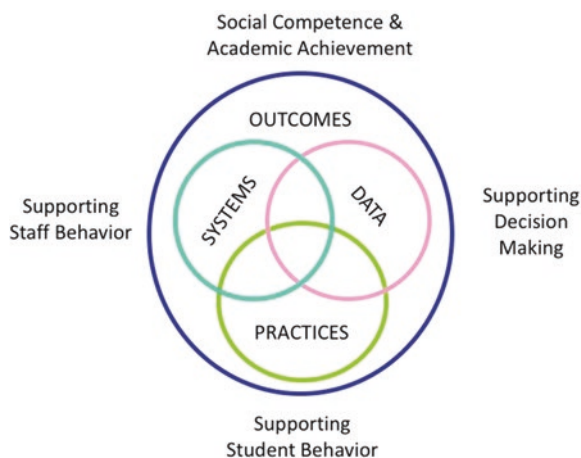 Social Competence &
Academic Achievement
OUTCOMES
SYSTEMS
DATA
Supporting
Staff Behavior
Supporting
Decision
Making
PRACTICES
Supporting
Student Behavior